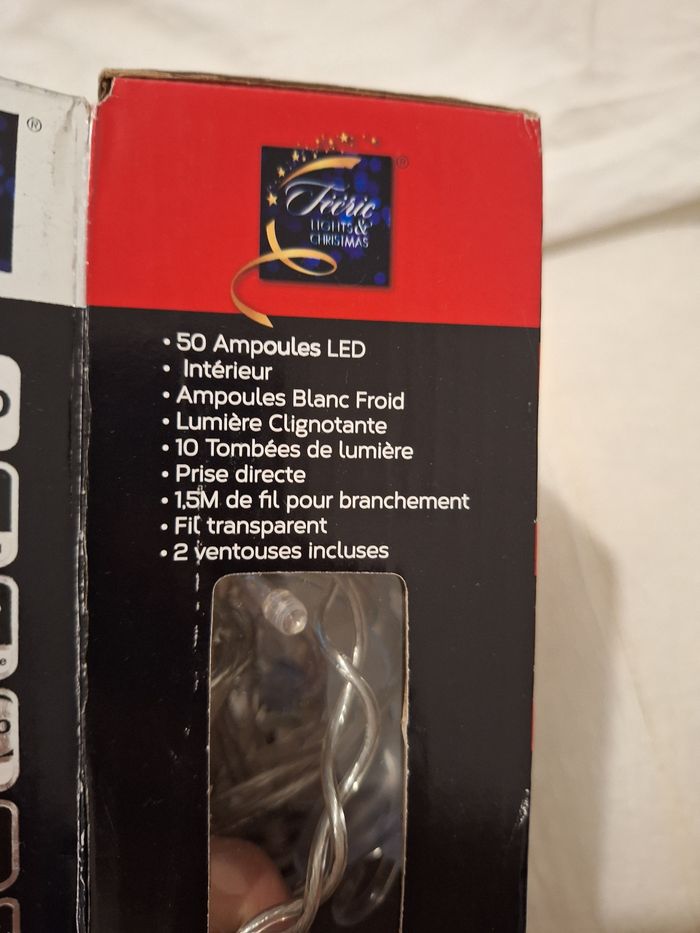 ®
Féeric
®
LIGHTS &
CHRISTMAS
• 50 Ampoules LED
• Intérieur
• Ampoules Blanc Froid
• Lumière Clignotante
• 10 Tombées de lumière
• Prise directe
• 1,5M de fil pour branchement
• Fil transparent
• 2 ventouses incluses
e